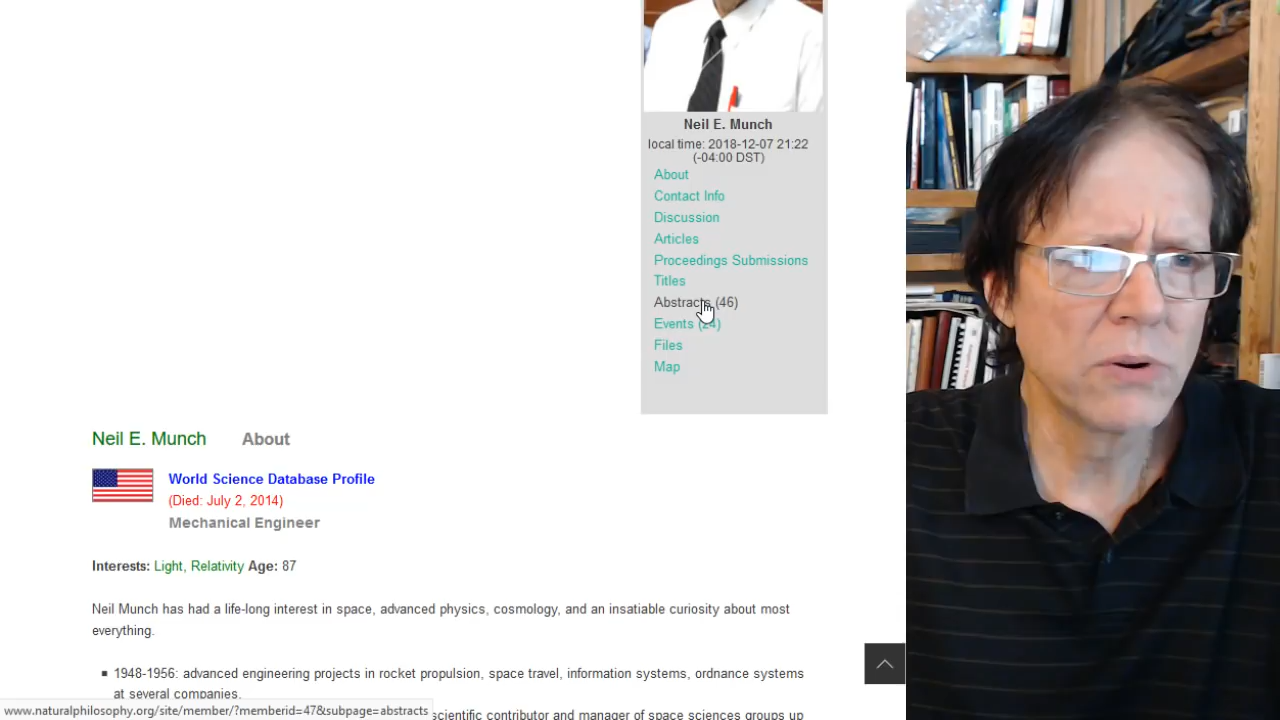 Neil E. Munch
local time: 2018-12-07 21:22
(-04:00 DST)
About
Contact Info
Discussion
Articles
Proceedings Submissions
Titles
Abstracts (46)
Events (24)
Files
Map
Neil E. Munch About
World Science Database Profile
(Died: July 2, 2014)
Mechanical Engineer
Interests: Light, Relativity Age: 87
Neil Munch has had a life-long interest in space, advanced physics, cosmology, and an insatiable curiosity about most
everything.
■ 1948-1956: advanced engineering projects in rocket propulsion, space travel, information systems, ordnance systems
at several companies.
scientific contributor and manager of space sciences groups up
www.naturalphilosophy.org/site/member/?memberid=47&subpage=abstracts